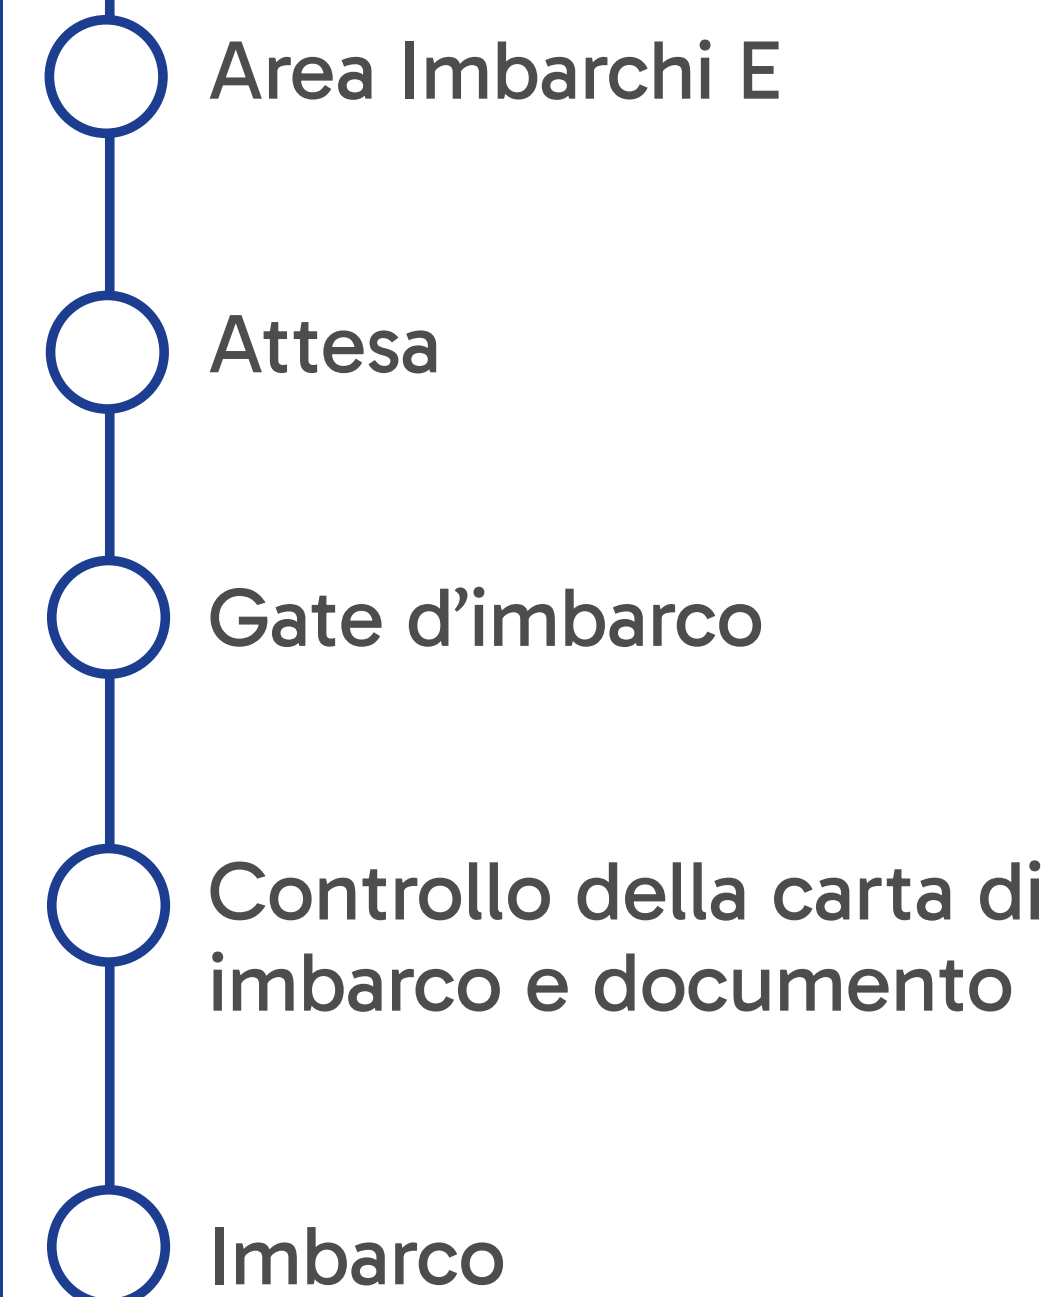 Area Imbarchi E
Attesa
Gate d’imbarco
Controllo della carta di
imbarco e documento
Imbarco